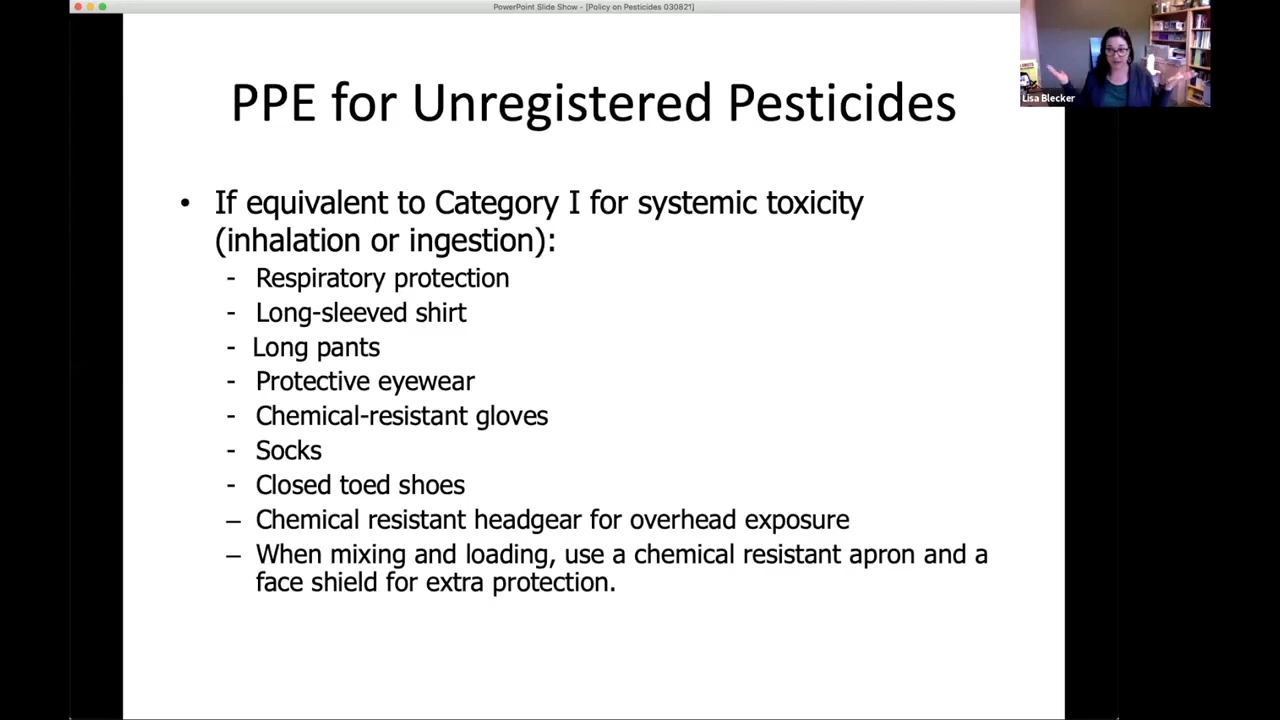 PowerPoint Slide Show - [Policy on Pesticides 030821]
Lisa Blecker
PPE for Unregistered Pesticides
• If equivalent to Category I for systemic toxicity
(inhalation or ingestion):
- Respiratory protection
- Long-sleeved shirt
- Long pants
- Protective eyewear
- Chemical-resistant gloves
- Socks
- Closed toed shoes
– Chemical resistant headgear for overhead exposure
– When mixing and loading, use a chemical resistant apron and a
face shield for extra protection.